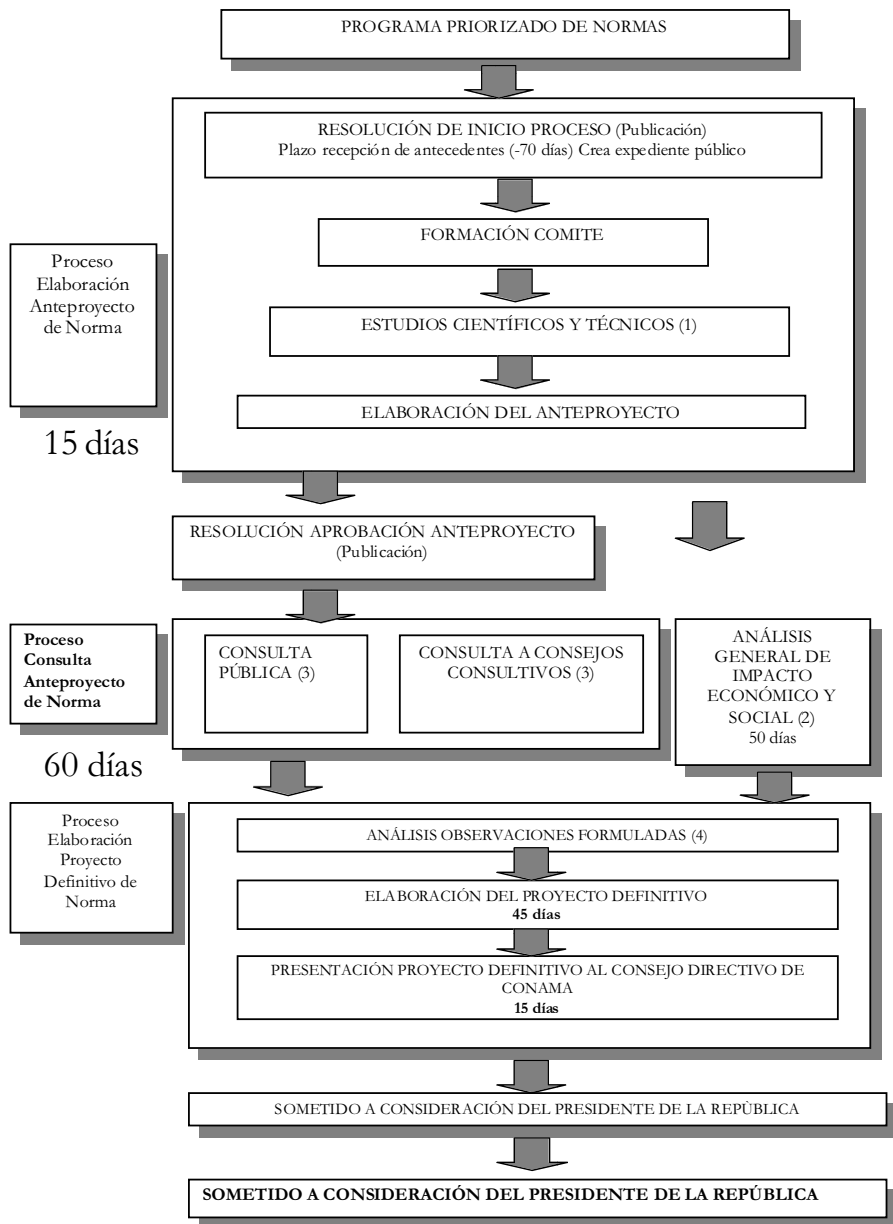 PROGRAMA PRIORIZADO DE NORMAS
RESOLUCIÓN DE INICIO PROCESO (Publicación)
Plazo recepción de antecedentes (-70 días) Crea expediente público
FORMACIÓN COMITE
Proceso
Elaboración
Anteproyecto
de Norma
ESTUDIOS CIENTÍFICOS Y TÉCNICOS (1)
ELABORACIÓN DEL ANTEPROYECTO
15 días
RESOLUCIÓN APROBACIÓN ANTEPROYECTO
(Publicación)
Proceso
Consulta
Anteproyecto
de Norma
CONSULTA
PÚBLICA (3)
CONSULTA A CONSEJOS
CONSULTIVOS (3)
ANÁLISIS
GENERAL DE
IMPACTO
ECONÓMICO Y
SOCIAL (2)
50 días
60 días
Proceso
Elaboración
Proyecto
Definitivo de
Norma
ANÁLISIS OBSERVACIONES FORMULADAS (4)
ELABORACIÓN DEL PROYECTO DEFINITIVO
45 días
PRESENTACIÓN PROYECTO DEFINITIVO AL CONSEJO DIRECTIVO DE
CONAMA
15 días
SOMETIDO A CONSIDERACIÓN DEL PRESIDENTE DE LA REPÙBLICA
SOMETIDO A CONSIDERACIÓN DEL PRESIDENTE DE LA REPÚBLICA